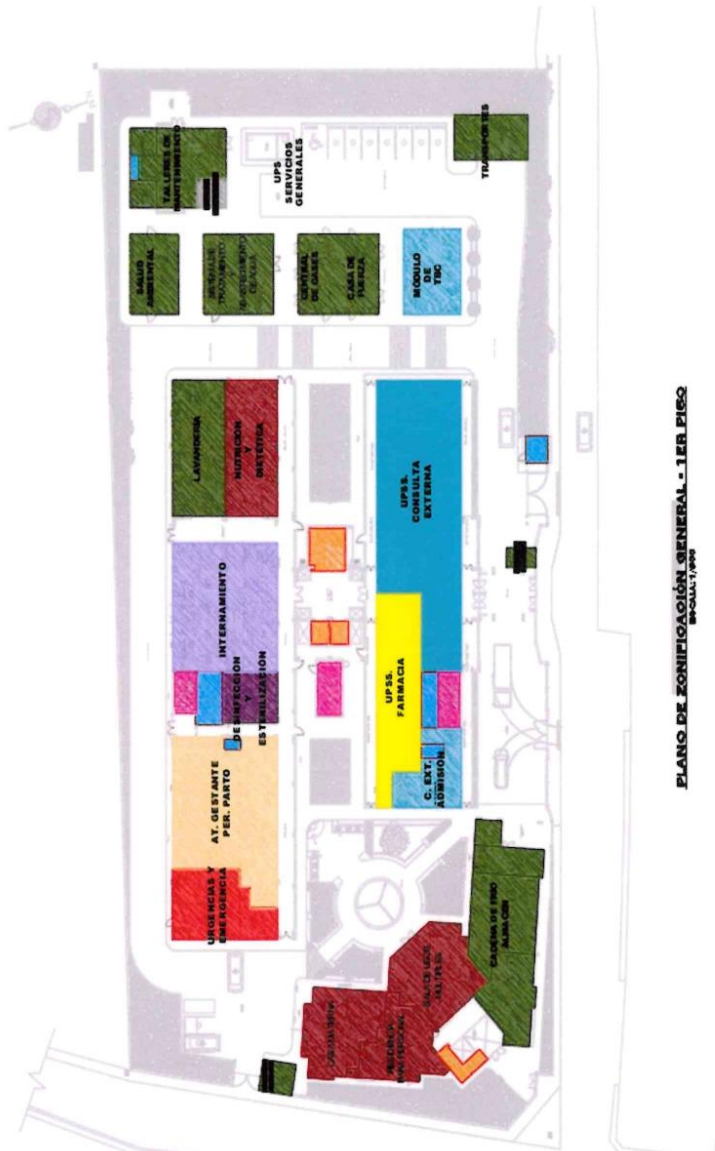 TALLERES DE
MANTENIMIENTO
UPS
SERVICIOS
GENERALES
TRANSPORTES
SALUD
AMBIENTAL
TRATAMIENTO
Y
CENTRAL
DE GASES
CASA DE
FUERZA
MODULO
DE
TBC
LAVANDERIA
NUTRICION
Y
DIETETICA
UPSS.
CONSULTA
EXTERNA
INTERNAMIENTO
DESINFECCION
Y
ESTERILIZACION
UPSS.
FARMACIA
C. EXT.
ADMISION
AT. GESTANTE
PER. PARTO
URGENCIAS Y
EMERGENCIA
CADENA DE FRIO
ALMACEN
PLANO DE ZONIFICACIÓN GENERAL - 1ER PISO